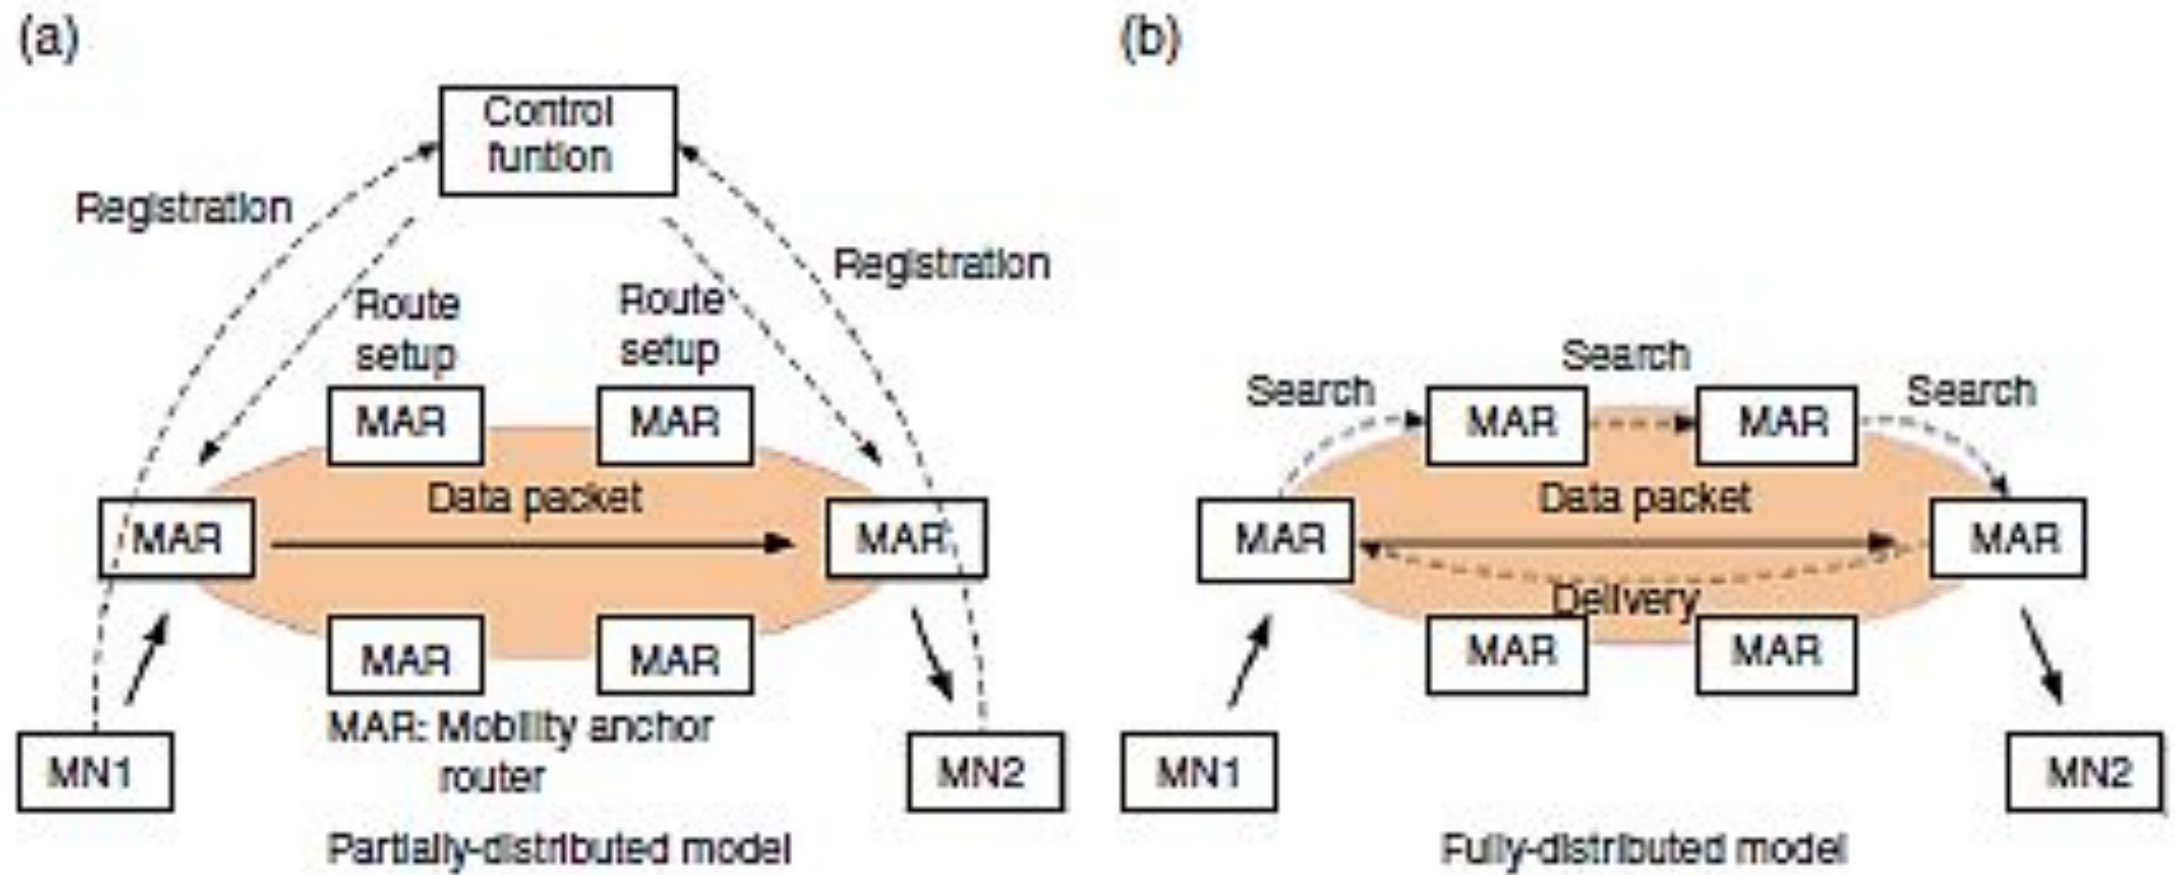 (a)
Control
funtion
Registration
Registration
Route
setup
Route
setup
MAR
MAR
Data packet
MAR
MAR
MAR
MAR
MAR: Mobility anchor
router
MN1
MN2
Partially-distributed model
(b)
Search
Search
Search
MAR
MAR
Data packet
MAR
MAR
Delivery
MAR
MAR
MN1
MN2
Fully-distributed model